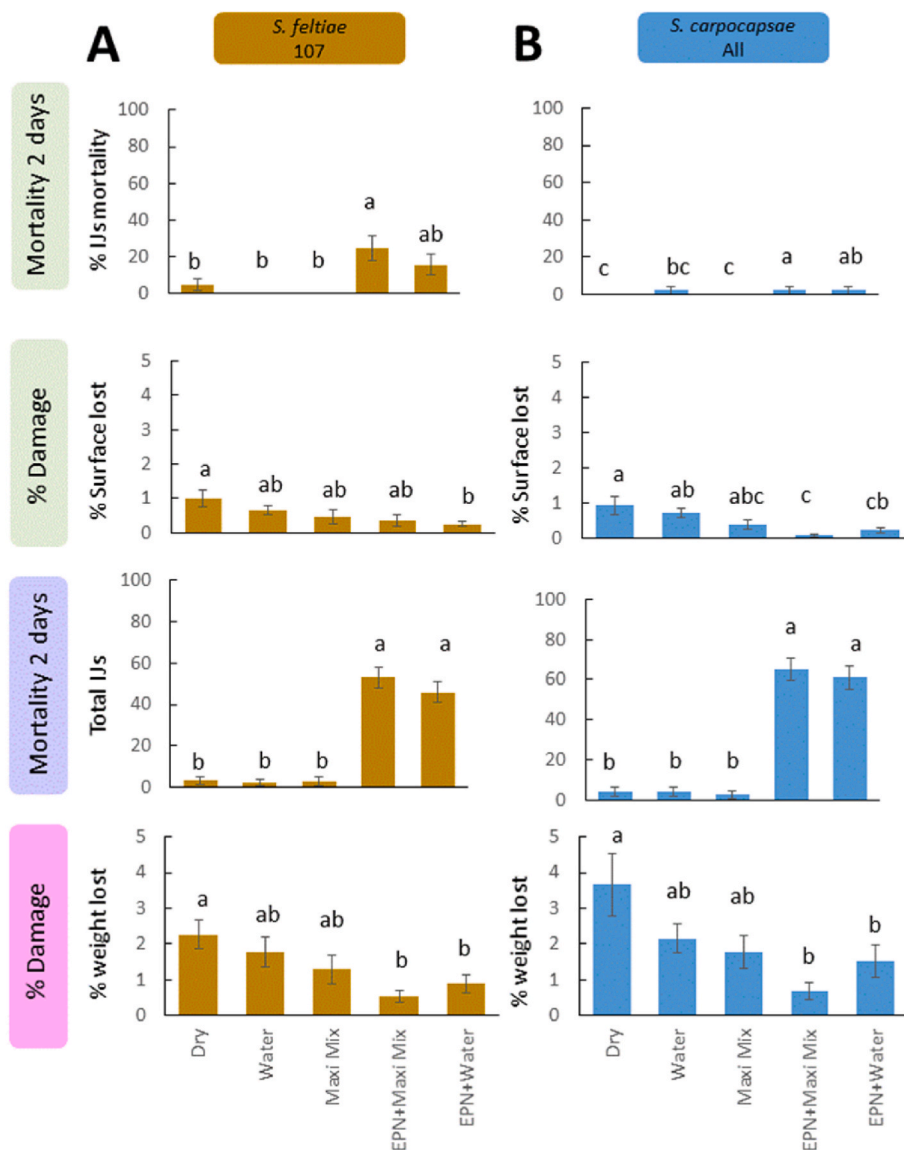 A
S. feltiae
107
B
S. carpocapsae
All
Mortality 2 days
% IJs mortality
100
80
60
40
20
0
b
b
b
a
ab
100
80
60
40
20
0
c
bc
c
a
ab
% Damage
% Surface lost
5
4
3
2
1
0
a
ab
ab
ab
b
% Surface lost
5
4
3
2
1
0
a
ab
abc
c
cb
Mortality 2 days
Total IJs
100
80
60
40
20
0
b
b
b
a
a
100
80
60
40
20
0
b
b
b
a
a
% Damage
% weight lost
5
4
3
2
1
0
a
ab
ab
b
b
Dry
Water
Maxi Mix
EPN+Maxi Mix
EPN+Water
% weight lost
5
4
3
2
1
0
a
ab
ab
b
b
Dry
Water
Maxi Mix
EPN+Maxi Mix
EPN+Water